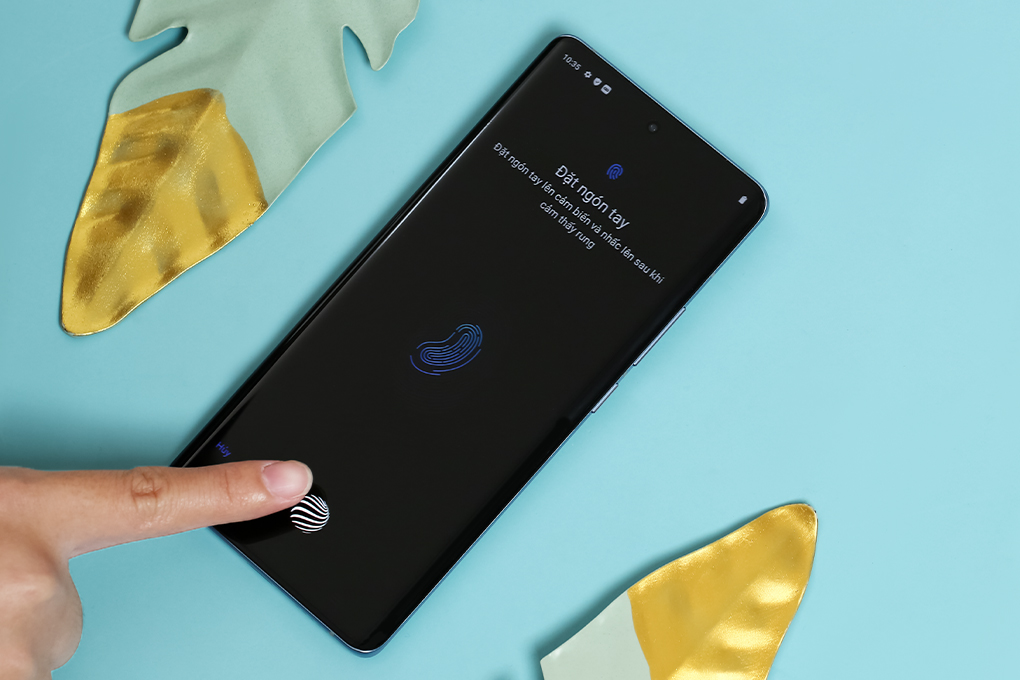 10:35
Đặt ngón tay
Đặt ngón tay lên cảm biến và nhấc lên sau khi
cảm thấy rung
Hủy